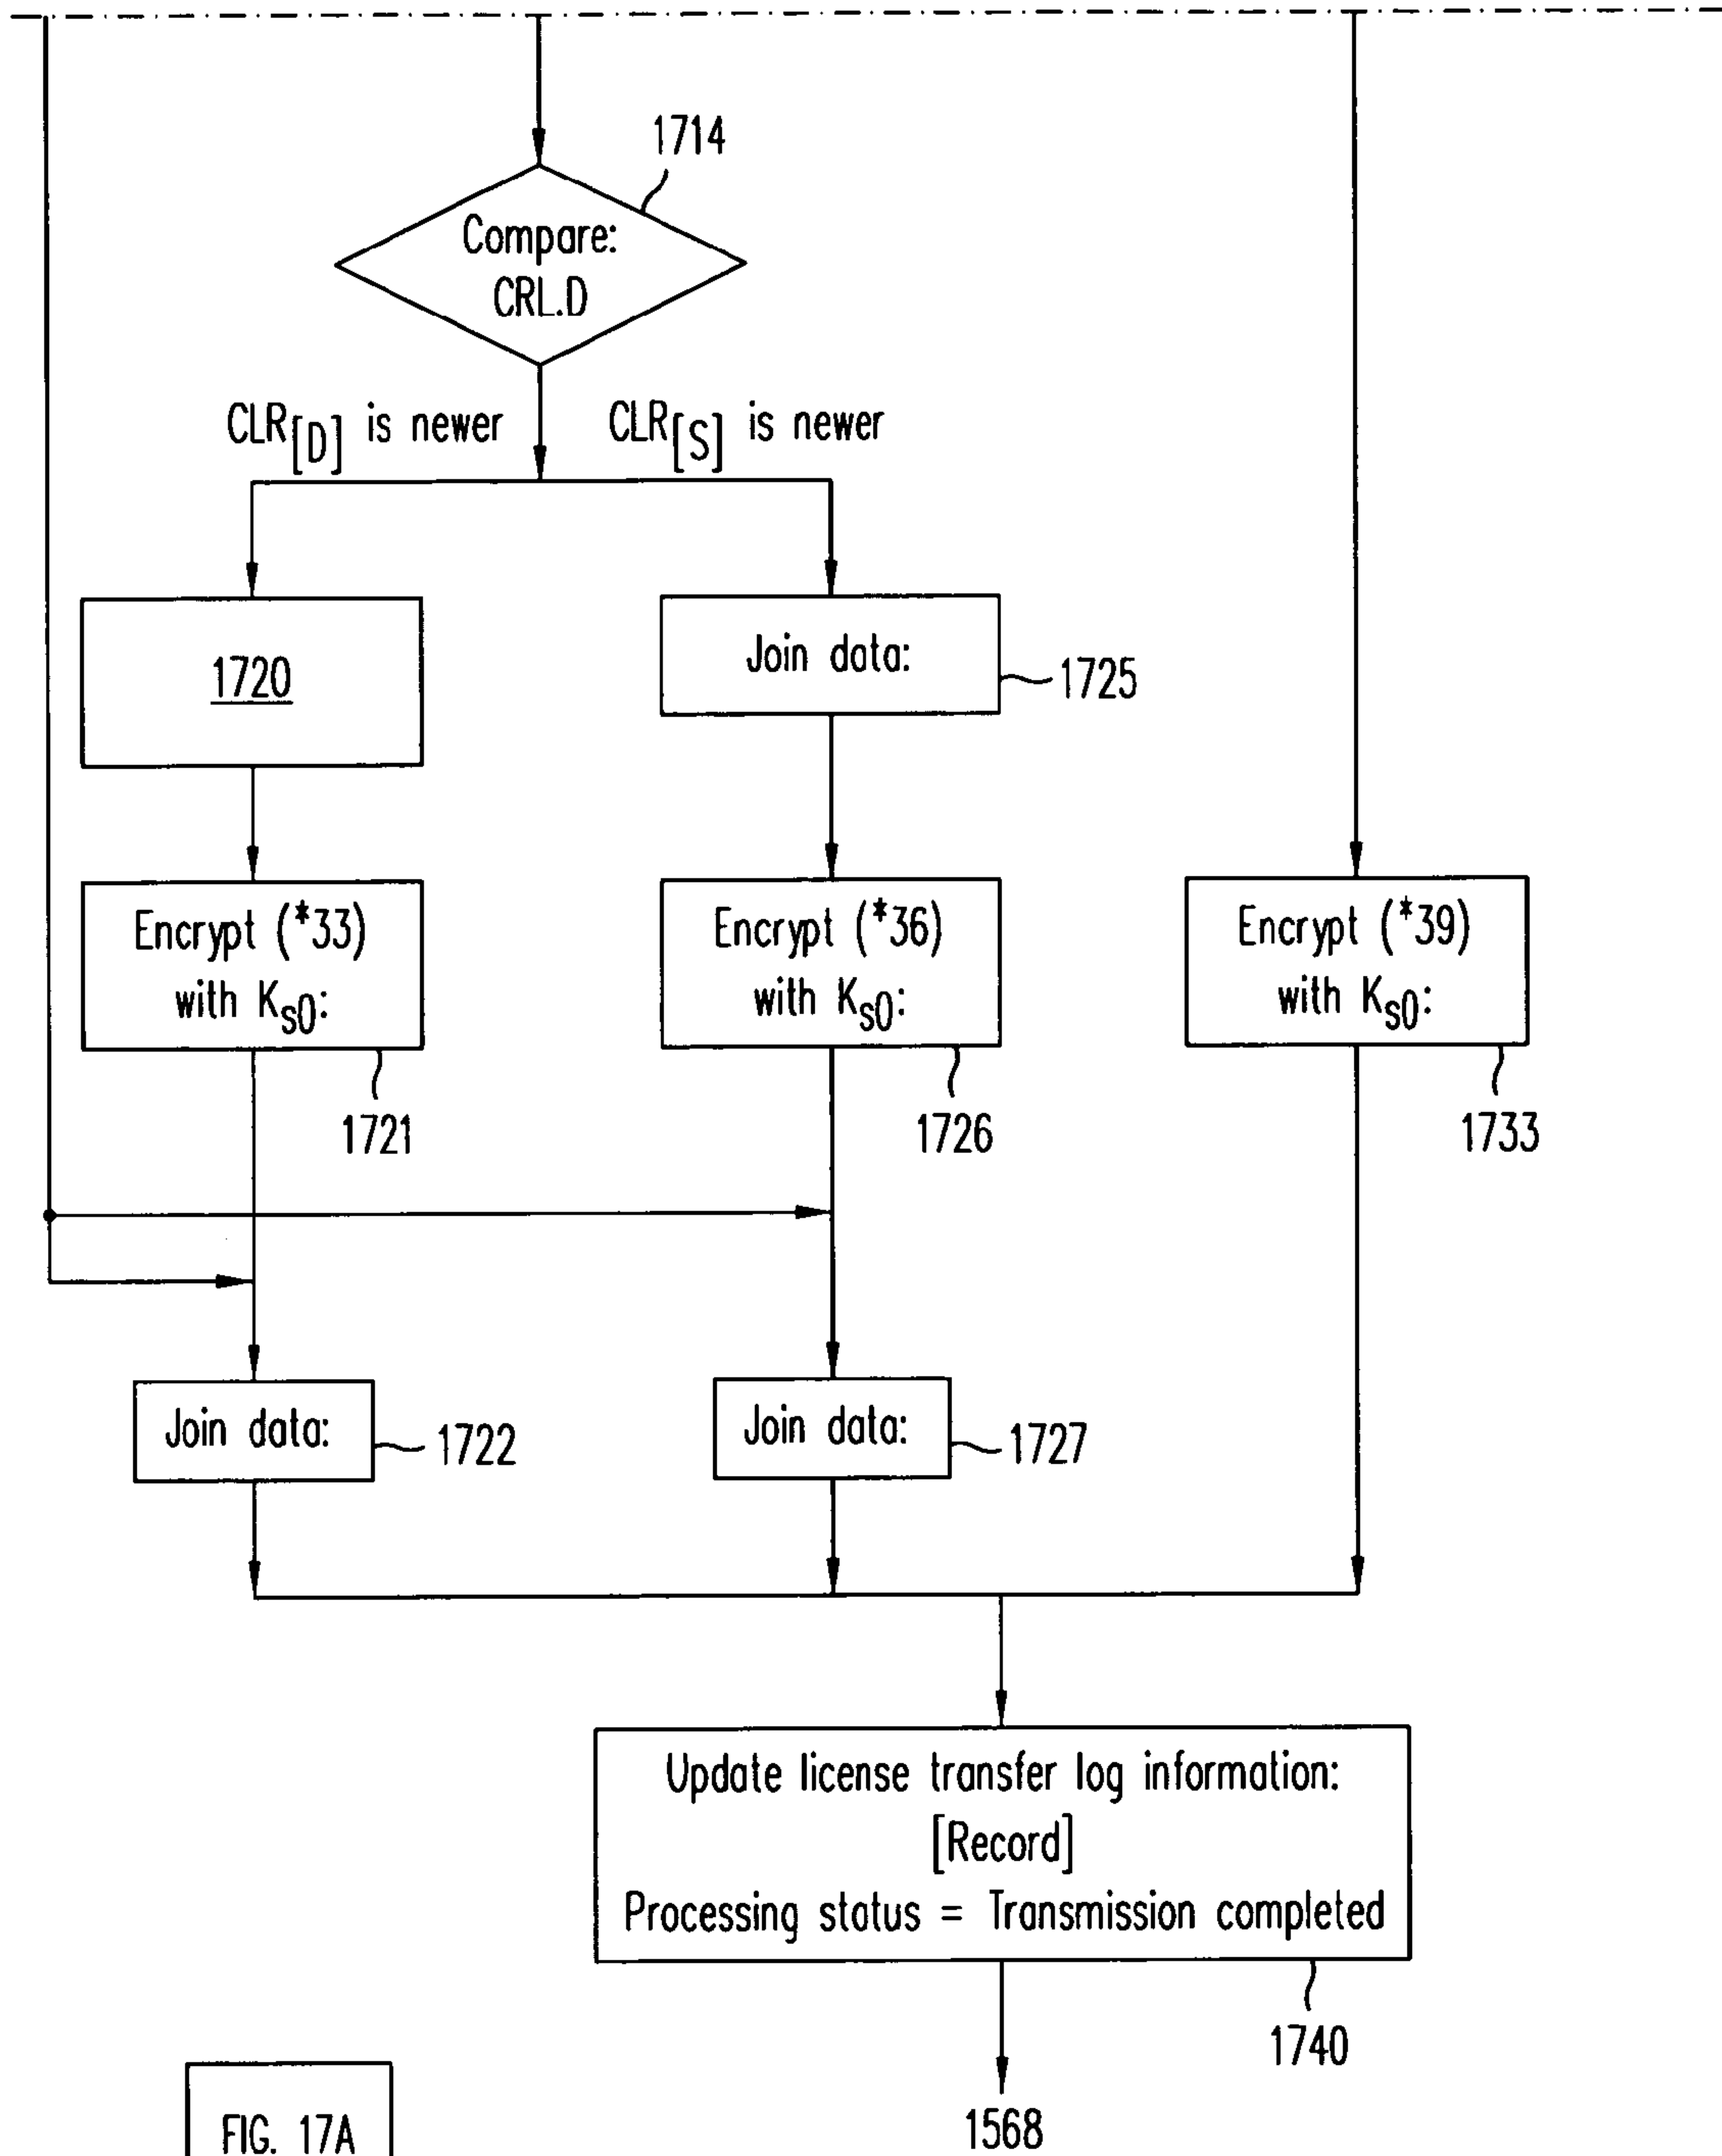 1714
Compare:
CRL.D
CLR[D] is newer
CLR[S] is newer
1720
Join data:
1725
Encrypt (*33)
with Ks0:
1721
Encrypt (*36)
with Ks0:
1726
Encrypt (*39)
with Ks0:
1733
Join data:
1722
Join data:
1727
Update license transfer log information:
[Record]
Processing status = Transmission completed
1740
1568
FIG. 17A